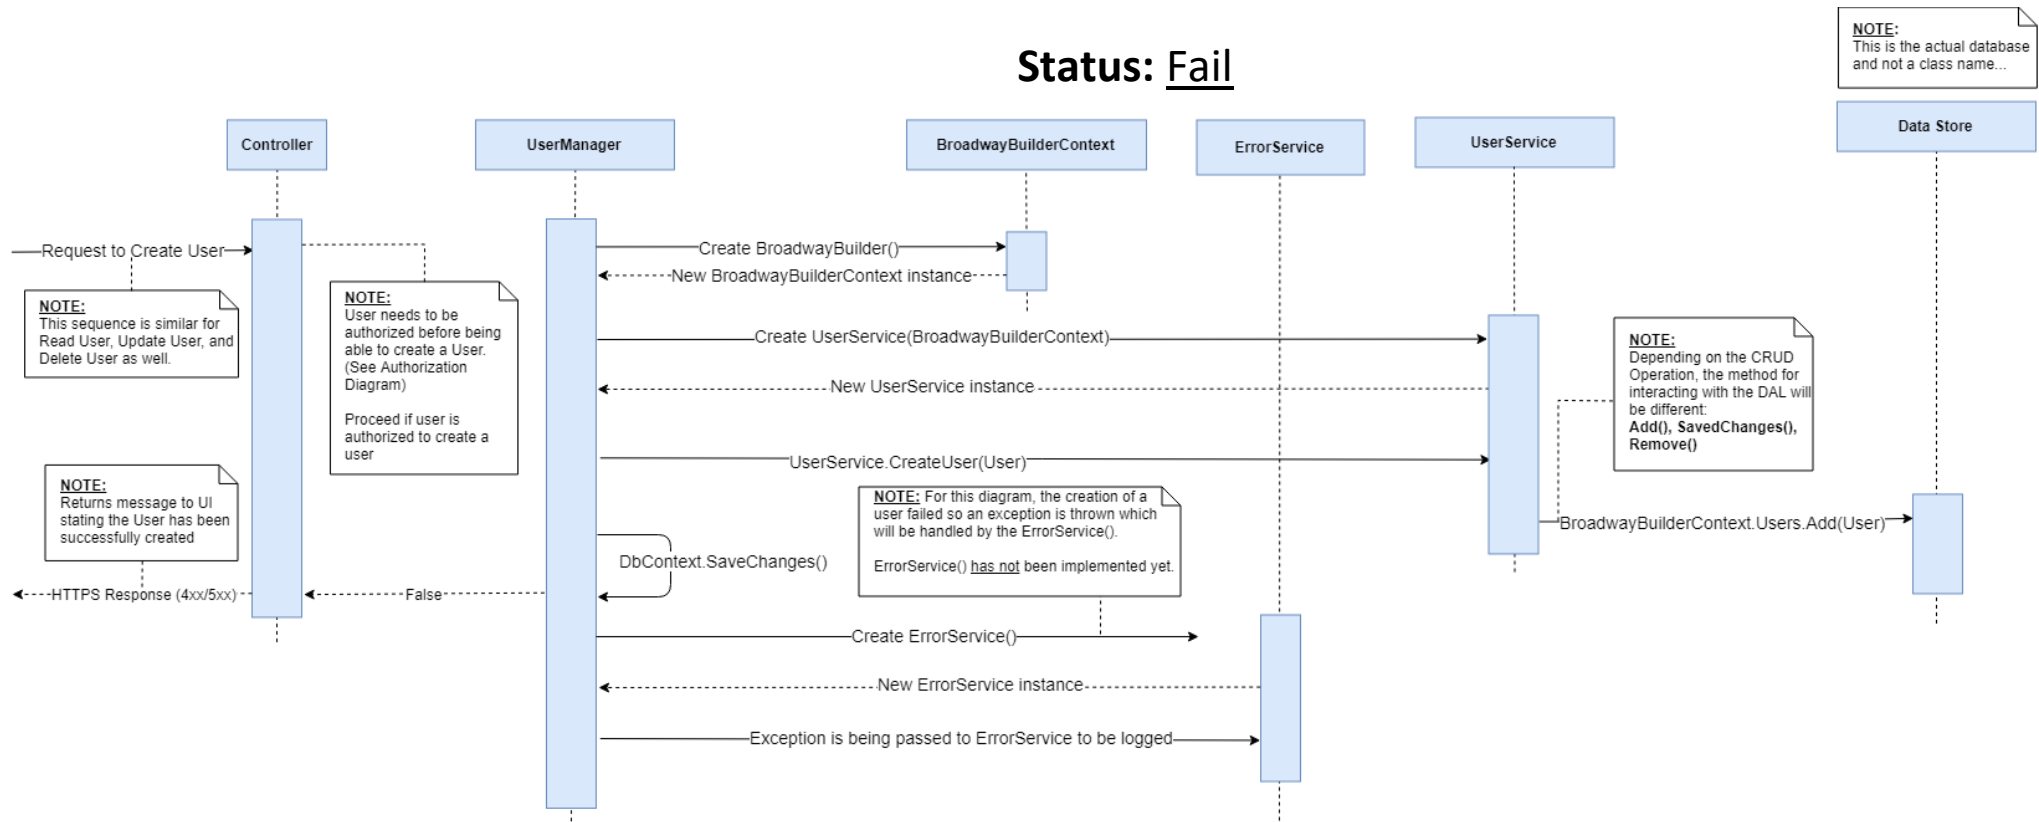 Status: Fail
NOTE:
This is the actual database
and not a class name...
Controller
UserManager
BroadwayBuilderContext
ErrorService
UserService
Data Store
Request to Create User
NOTE:
This sequence is similar for
Read User, Update User, and
Delete User as well.
NOTE:
User needs to be
authorized before being
able to create a User.
(See Authorization
Diagram)
Proceed if user is
authorized to create a
user
Create BroadwayBuilder()
New BroadwayBuilderContext instance
Create UserService(BroadwayBuilderContext)
New UserService instance
NOTE:
Depending on the CRUD
Operation, the method for
interacting with the DAL will
be different:
Add(), SavedChanges(),
Remove()
UserService.CreateUser(User)
NOTE:
Returns message to UI
stating the User has been
successfully created
NOTE: For this diagram, the creation of a
user failed so an exception is thrown which
will be handled by the ErrorService().
ErrorService() has not been implemented yet.
BroadwayBuilderContext.Users.Add(User)
DbContext.SaveChanges()
HTTPS Response (4xx/5xx)
False
Create ErrorService()
New ErrorService instance
Exception is being passed to ErrorService to be logged